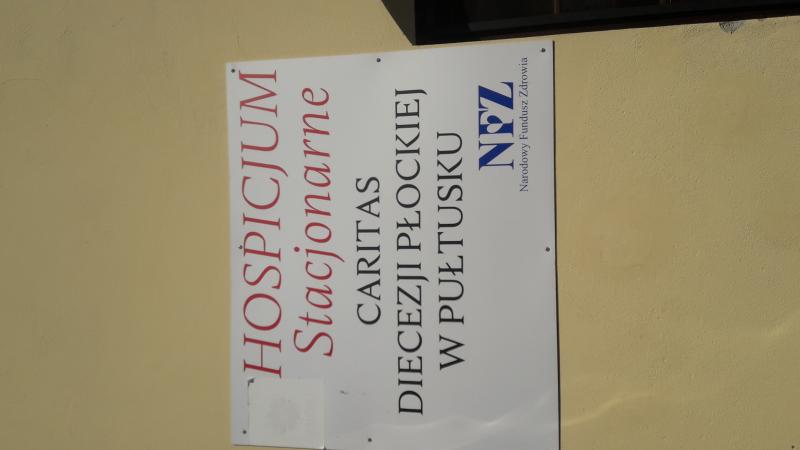 HOSPICJUM
Stacjonarne
CARITAS
DIECEZJI PŁOCKIEJ
W PUŁTUSKU
NFZ
Narodowy Fundusz Zdrowia